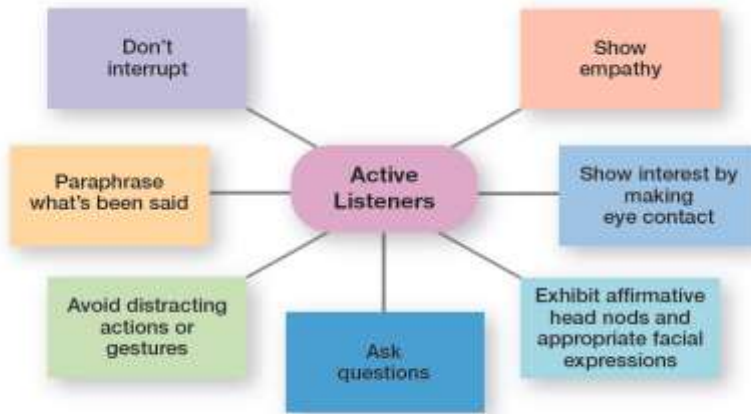 Don't
interrupt
Show
empathy
Active
Listeners
Paraphrase
what's been said
Show interest by
making
eye contact
Avoid distracting
actions or
gestures
Ask
questions
Exhibit affirmative
head nods and
appropriate facial
expressions